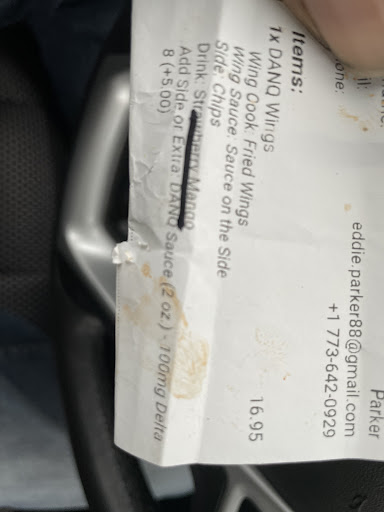 Parker
eddie.parker88@gmail.com
one: +1 773-642-0929
Items:
1x DANQ Wings 16.95
Wing Cook: Fried Wings
Wing Sauce: Sauce on the Side
Side: Chips
Drink: Strawberry Mango
Add Side or Extra: DANQ Sauce (2 oz.) - 100mg Delta
8 (+5.00)